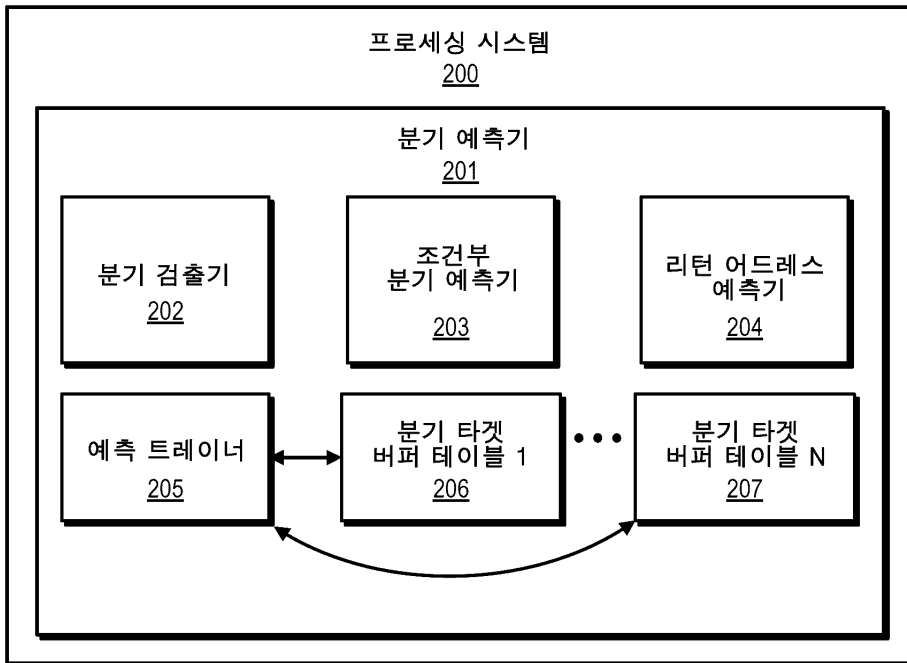 프로세싱 시스템
200
분기 예측기
201
분기 검출기
202
조건부
분기 예측기
203
리턴 어드레스
예측기
204
예측 트레이너
205
분기 타겟
버퍼 테이블 1
206
•••
분기 타겟
버퍼 테이블 N
207